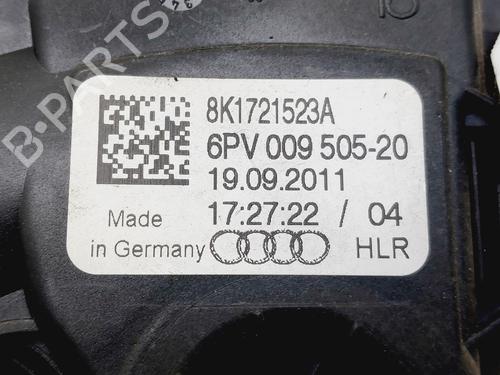 8K1721523A
6PV 009 505-20
19.09.2011
17:27:22 / 04
Made
in Germany
HLR
B-Parts